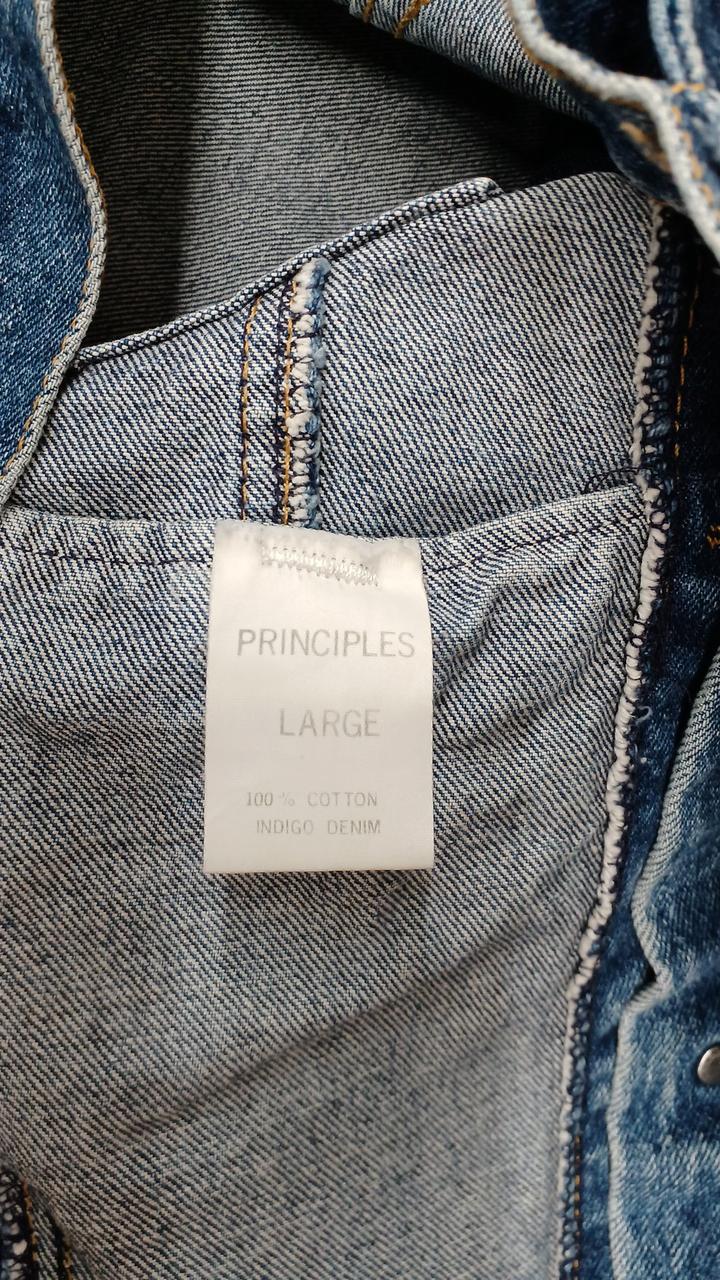 PRINCIPLES
LARGE
100% COTTON
INDIGO DENIM